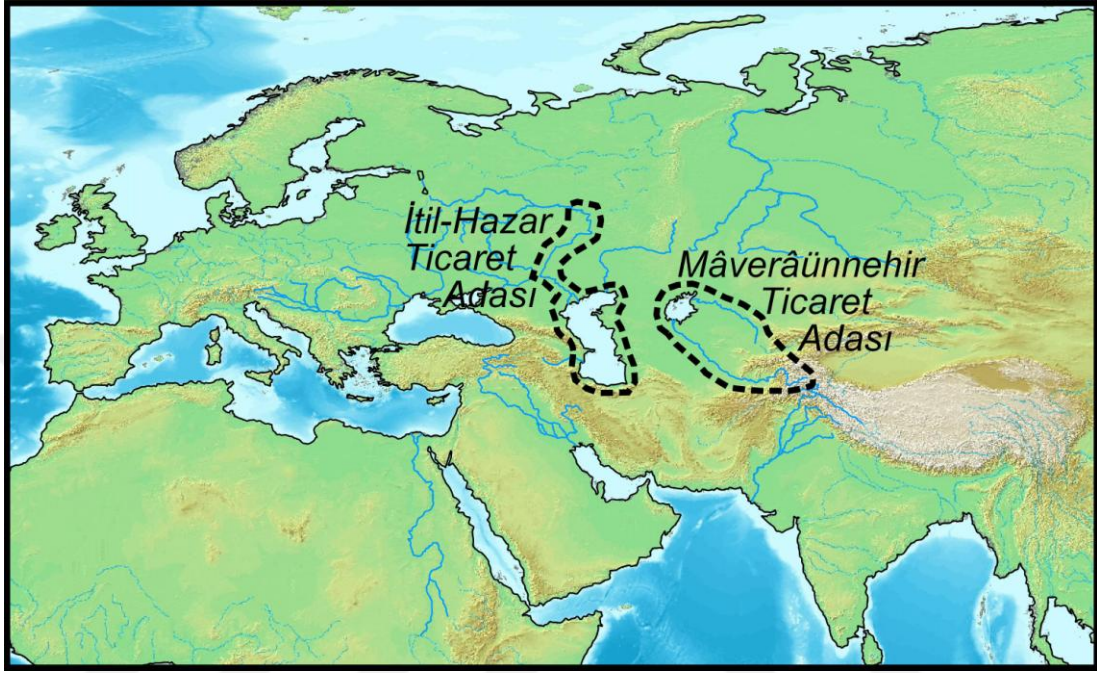 İtil-Hazar
Ticaret
Adası
Mâverâünnehir
Ticaret
Adası